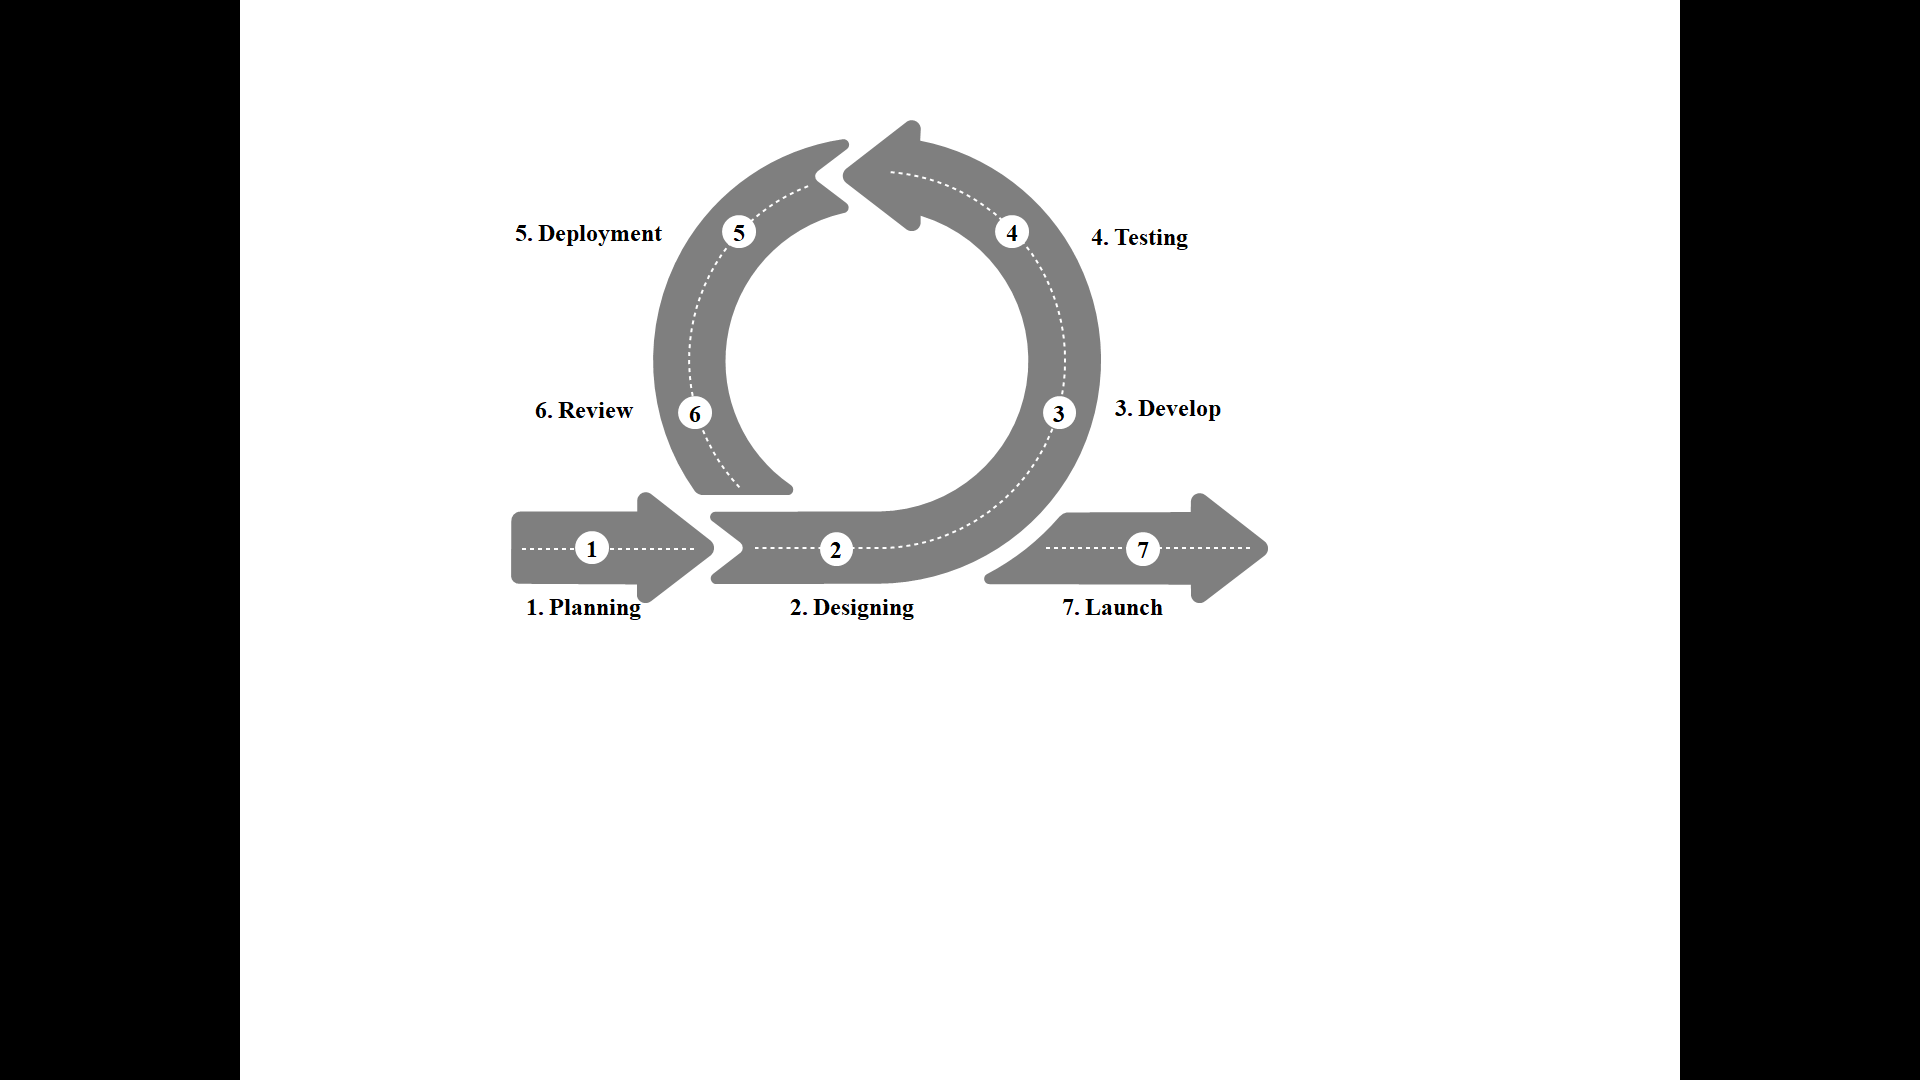 5. Deployment
5
4
4. Testing
6. Review
6
3
3. Develop
1
2
7
1. Planning
2. Designing
7. Launch